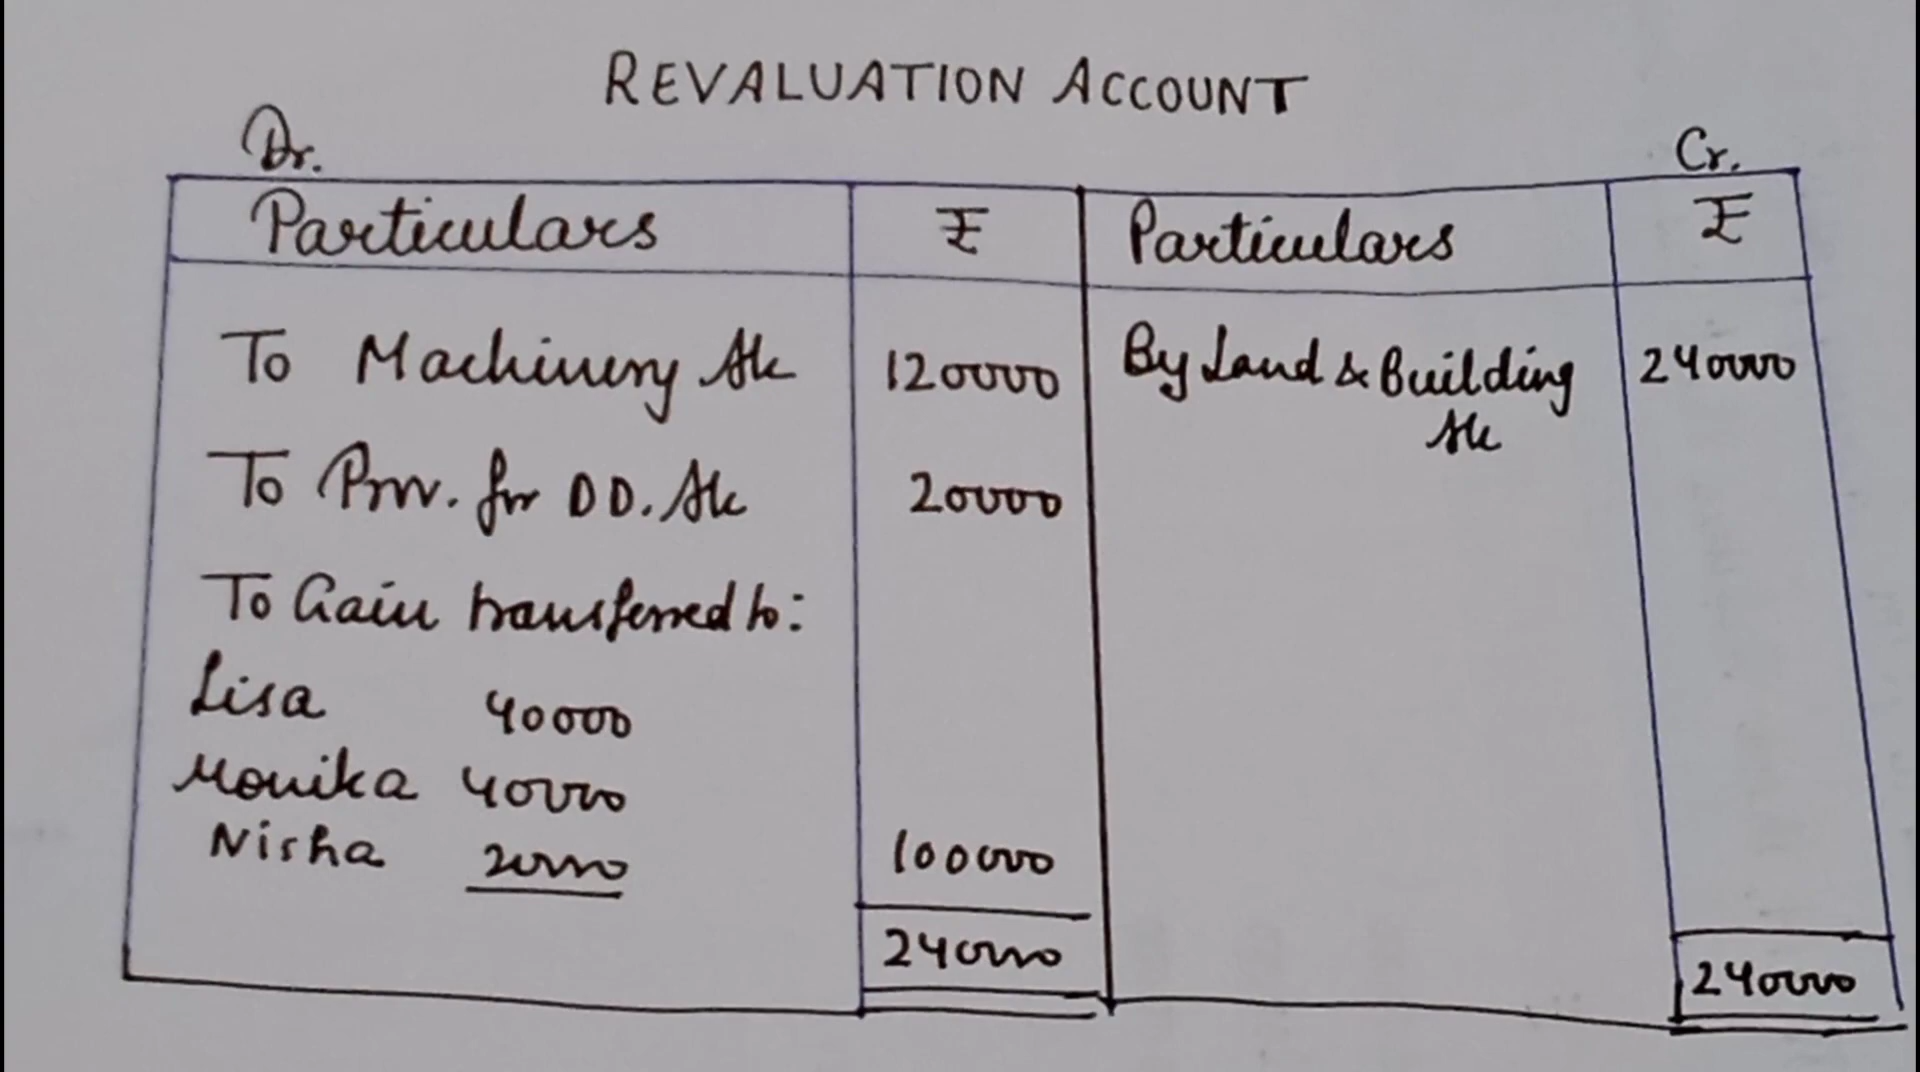 REVALUATION ACCOUNT
Dr. Cr.
Particulars ₹ Particulars ₹
To Machinery A/c 120000 By Land & Building 240000
A/c
To Prov. for DD. A/c 20000
To Gain transferred to:
Lisa 40000
Monika 40000
Nisha 20000 100000
240000 240000